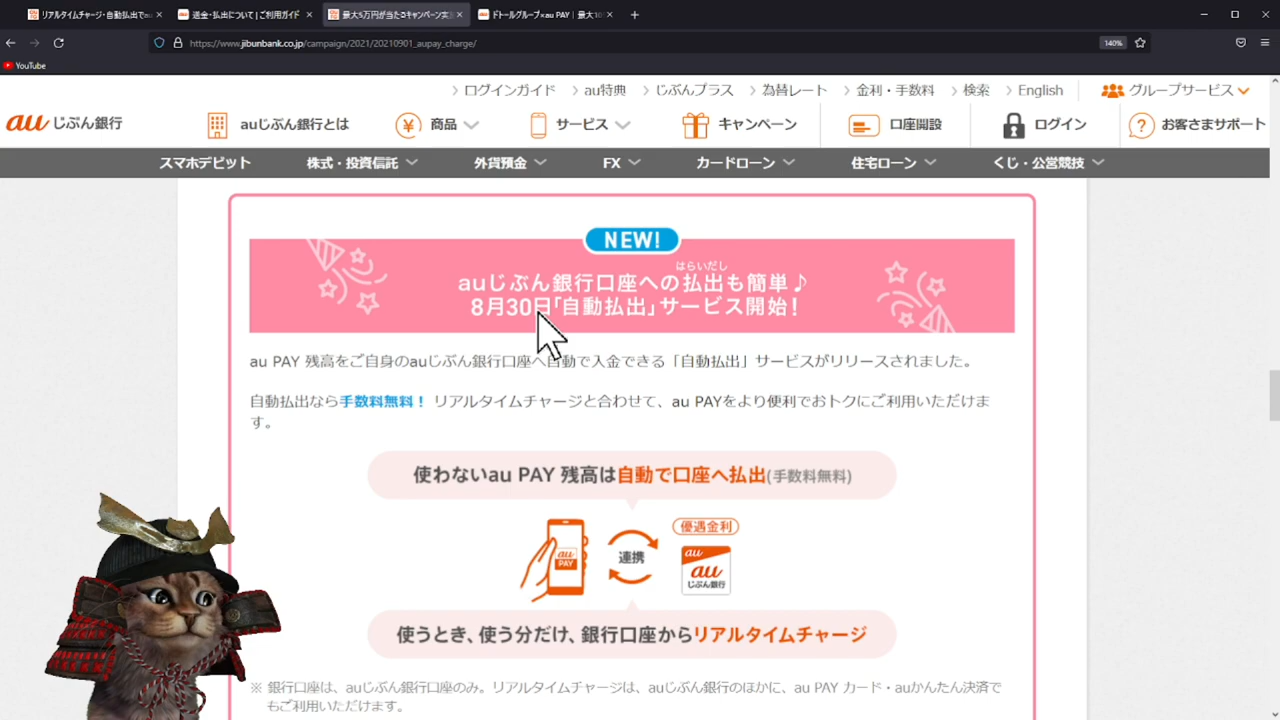 リアルタイムチャージ・自動払出でau
返金・払出について | ご利用ガイド
最大5万円が当たる♪キャンペーン実施
ドトールグループ×au PAY | 最大10
https://www.jibunbank.co.jp/campaign/2021/20210901_aupay_charge/
140%
YouTube
ログインガイド au特典 じぶんプラス 為替レート 金利・手数料 検索 English グループサービス
au じぶん銀行 auじぶん銀行とは 商品 サービス キャンペーン 口座開設 ログイン お客さまサポート
スマホデビット 株式・投資信託 外貨預金 FX カードローン 住宅ローン くじ・公営競技
NEW!
はらいだし
auじぶん銀行口座への払出も簡単♪
8月30日「自動払出」サービス開始!
au PAY 残高をご自身のauじぶん銀行口座へ自動で入金できる「自動払出」サービスがリリースされました。
自動払出なら手数料無料! リアルタイムチャージと合わせて、au PAYをより便利でおトクにご利用いただけま
す。
使わないau PAY 残高は自動で口座へ払出(手数料無料)
優遇金利
au PAY
連携
au
au
じぶん銀行
使うとき、使う分だけ、銀行口座からリアルタイムチャージ
※ 銀行口座は、auじぶん銀行口座のみ。リアルタイムチャージは、auじぶん銀行のほかに、au PAY カード・auかんたん決済で
もご利用いただけます。